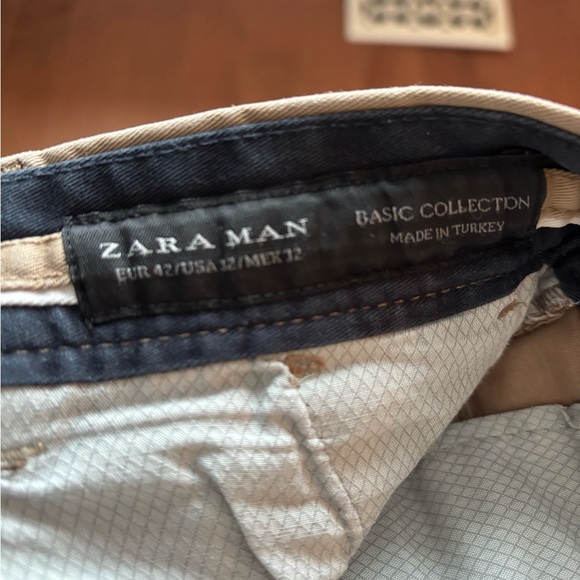 ZARA MAN
EUR 42/USA 32/MEX 32
BASIC COLLECTION
MADE IN TURKEY